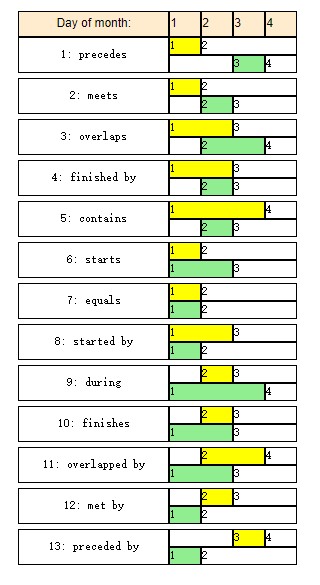 Day of month: 1 2 3 4
1 2
1: precedes
3 4
1 2
2: meets
2 3
1 3
3: overlaps
2 4
1 3
4: finished by
2 3
1 4
5: contains
2 3
1 2
6: starts
1 3
1 2
7: equals
1 2
1 3
8: started by
1 2
2 3
9: during
1 4
2 3
10: finishes
1 3
2 4
11: overlapped by
1 3
2 3
12: met by
1 2
3 4
13: preceded by
1 2